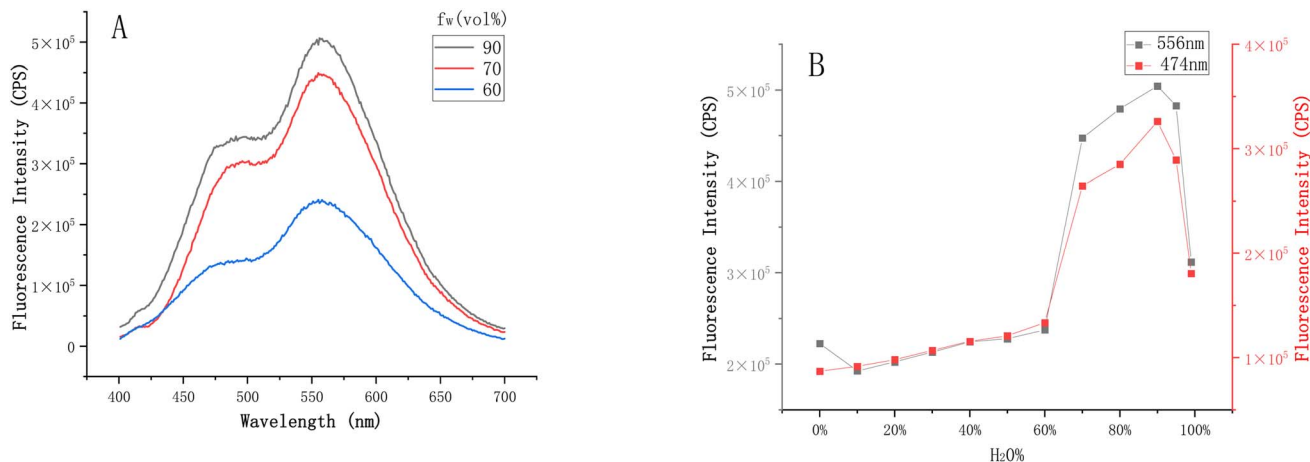 A
fw(vol%)
90
70
60
Fluorescence Intensity (CPS)
5×10⁵
4×10⁵
3×10⁵
2×10⁵
1×10⁵
0
400 450 500 550 600 650 700
Wavelength (nm)
B
556nm
474nm
Fluorescence Intensity (CPS)
5×10⁵
4×10⁵
3×10⁵
2×10⁵
4×10⁵
3×10⁵
2×10⁵
1×10⁵
Fluorescence Intensity (CPS)
0% 20% 40% 60% 80% 100%
H₂O%